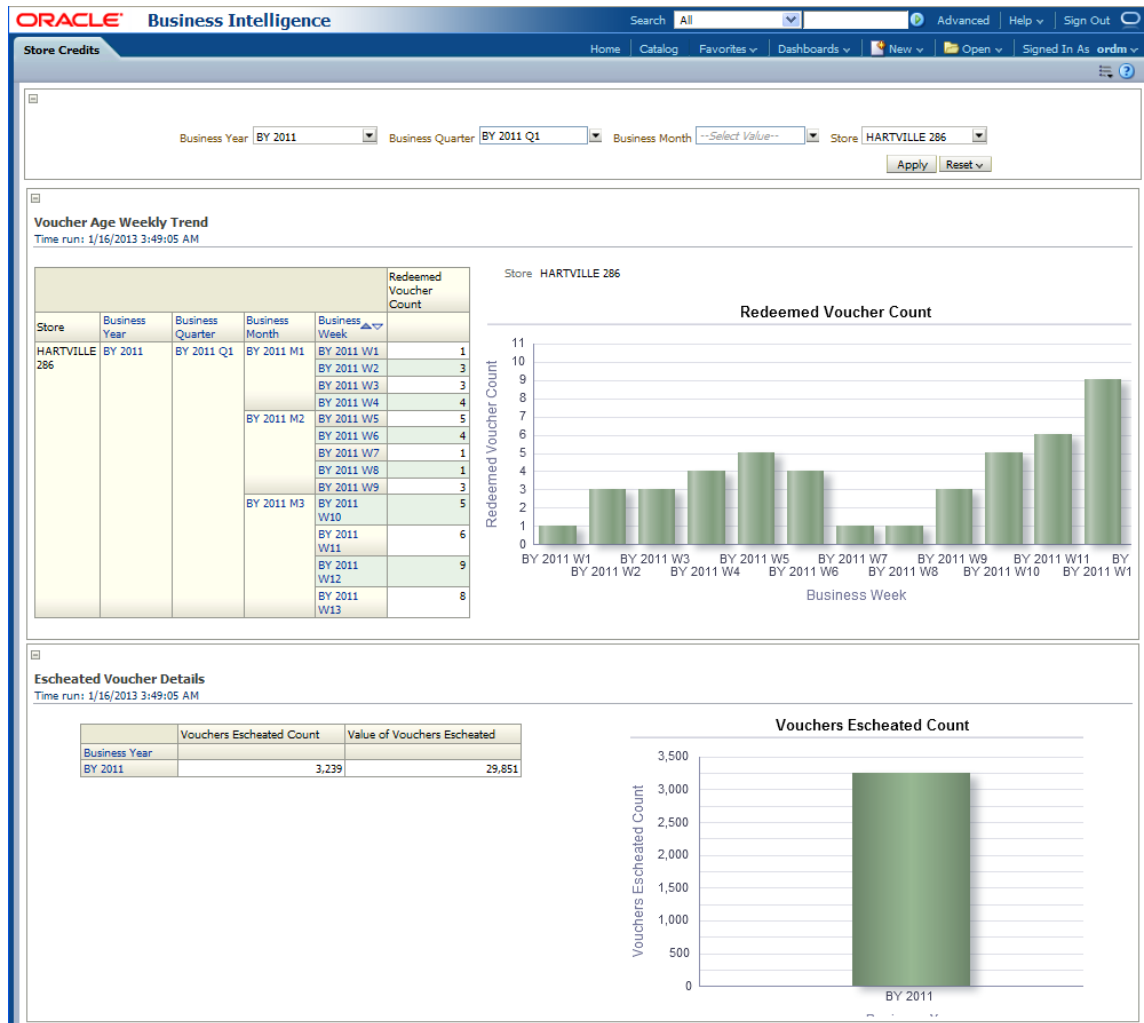 ORACLE Business Intelligence Search All Advanced Help Sign Out
Store Credits Home Catalog Favorites Dashboards New Open Signed In As ordm
Business Year BY 2011 Business Quarter BY 2011 Q1 Business Month --Select Value-- Store HARTVILLE 286
Apply Reset
Voucher Age Weekly Trend
Time run: 1/16/2013 3:49:05 AM
Redeemed
Voucher
Count
Store Business Year Business Quarter Business Month Business Week
HARTVILLE 286 BY 2011 BY 2011 Q1 BY 2011 M1 BY 2011 W1 1
BY 2011 W2 3
BY 2011 W3 3
BY 2011 W4 4
BY 2011 M2 BY 2011 W5 5
BY 2011 W6 4
BY 2011 W7 1
BY 2011 W8 1
BY 2011 W9 3
BY 2011 M3 BY 2011 W10 5
BY 2011 W11 6
BY 2011 W12 9
BY 2011 W13 8
Store HARTVILLE 286
Redeemed Voucher Count
Redeemed Voucher Count
11
10
9
8
7
6
5
4
3
2
1
0
BY 2011 W1 BY 2011 W3 BY 2011 W5 BY 2011 W7 BY 2011 W9 BY 2011 W11 BY
BY 2011 W2 BY 2011 W4 BY 2011 W6 BY 2011 W8 BY 2011 W10 BY 2011 W1
Business Week
Escheated Voucher Details
Time run: 1/16/2013 3:49:05 AM
Vouchers Escheated Count Value of Vouchers Escheated
Business Year
BY 2011 3,239 29,851
Vouchers Escheated Count
Vouchers Escheated Count
3,500
3,000
2,500
2,000
1,500
1,000
500
0
BY 2011